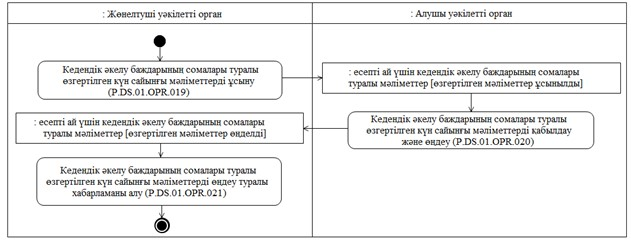 : Жөнелтуші уәкілетті орган
: Алушы уәкілетті орган
Кедендік әкелу баждарының сомалары туралы
өзгертілген күн сайынғы мәліметтерді ұсыну
(P.DS.01.OPR.019)
: есепті ай үшін кедендік әкелу баждарының сомалары
туралы мәліметтер [өзгертілген мәліметтер ұсынылды]
Кедендік әкелу баждарының сомалары туралы
өзгертілген күн сайынғы мәліметтерді қабылдау
және өңдеу (P.DS.01.OPR.020)
: есепті ай үшін кедендік әкелу баждарының сомалары
туралы мәліметтер [өзгертілген мәліметтер өңделді]
Кедендік әкелу баждарының сомалары туралы
өзгертілген күн сайынғы мәліметтерді өңдеу туралы
хабарламаны алу (P.DS.01.OPR.021)